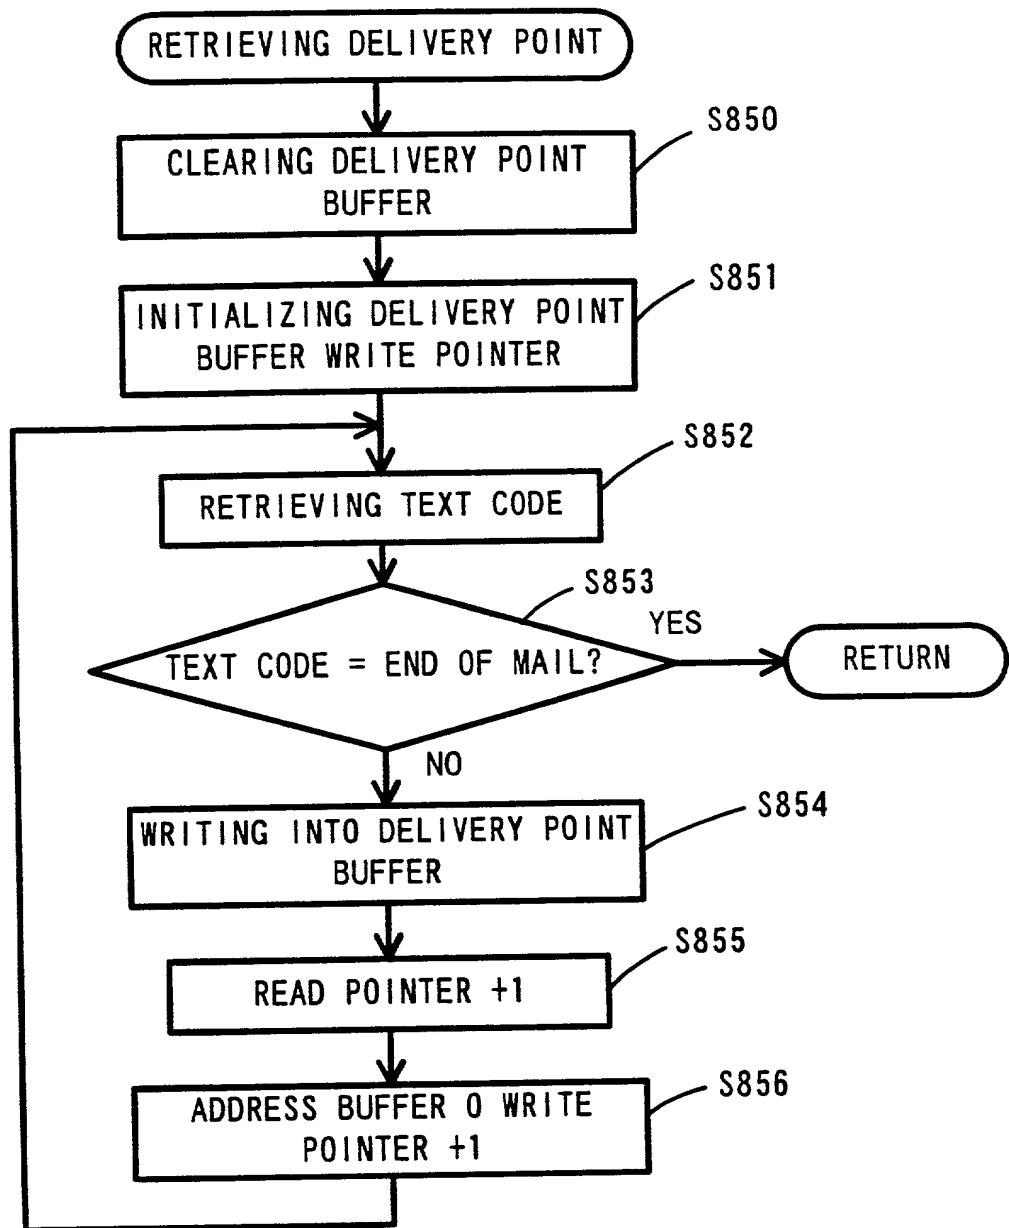 RETRIEVING DELIVERY POINT
S850
CLEARING DELIVERY POINT
BUFFER
S851
INITIALIZING DELIVERY POINT
BUFFER WRITE POINTER
S852
RETRIEVING TEXT CODE
S853
YES
TEXT CODE = END OF MAIL?
RETURN
NO
S854
WRITING INTO DELIVERY POINT
BUFFER
S855
READ POINTER +1
S856
ADDRESS BUFFER 0 WRITE
POINTER +1